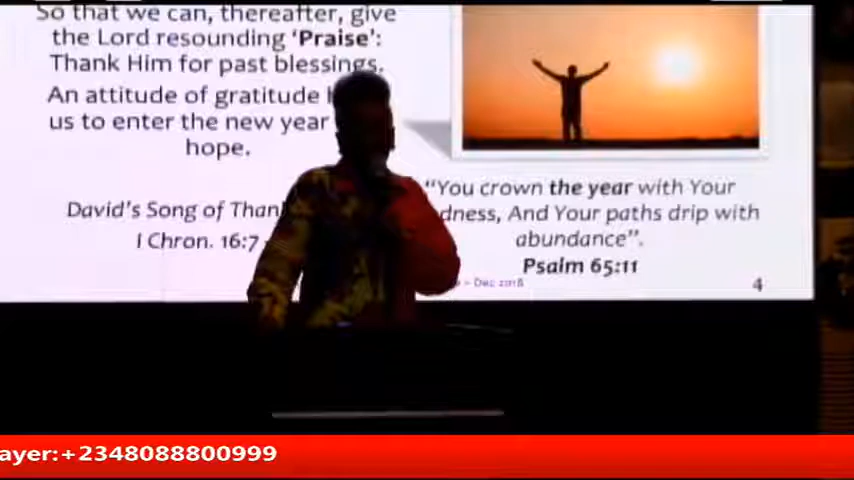 So that we can, thereafter, give
the Lord resounding 'Praise':
Thank Him for past blessings.
An attitude of gratitude
us to enter the new year
hope.
David's Song of
I Chron. 16:7
"You crown the year with Your
And Your paths drip with
abundance".
Psalm 65:11
– Dec 2018
4
ayer:+2348088800999